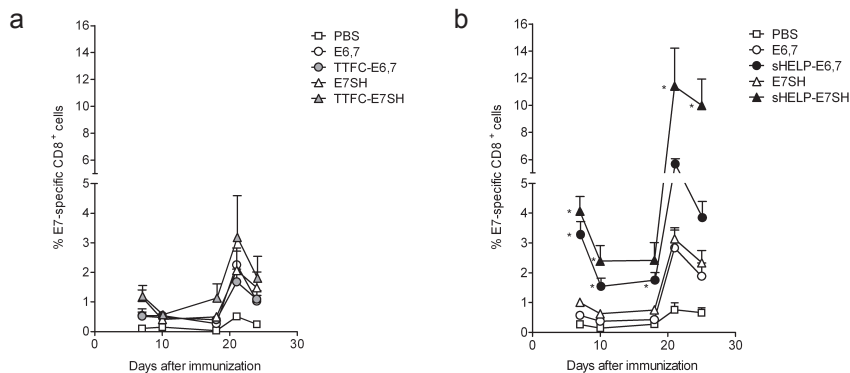 a
% E7-specific CD8 + cells
16
14
12
10
8
6
5
4
3
2
1
0
0 10 20 30
Days after immunization
PBS
E6,7
TTFC-E6,7
E7SH
TTFC-E7SH
b
% E7-specific CD8 + cells
16
14
12
10
8
6
5
4
3
2
1
0
0 10 20 30
Days after immunization
* * * * * * *
PBS
E6,7
sHELP-E6,7
E7SH
sHELP-E7SH